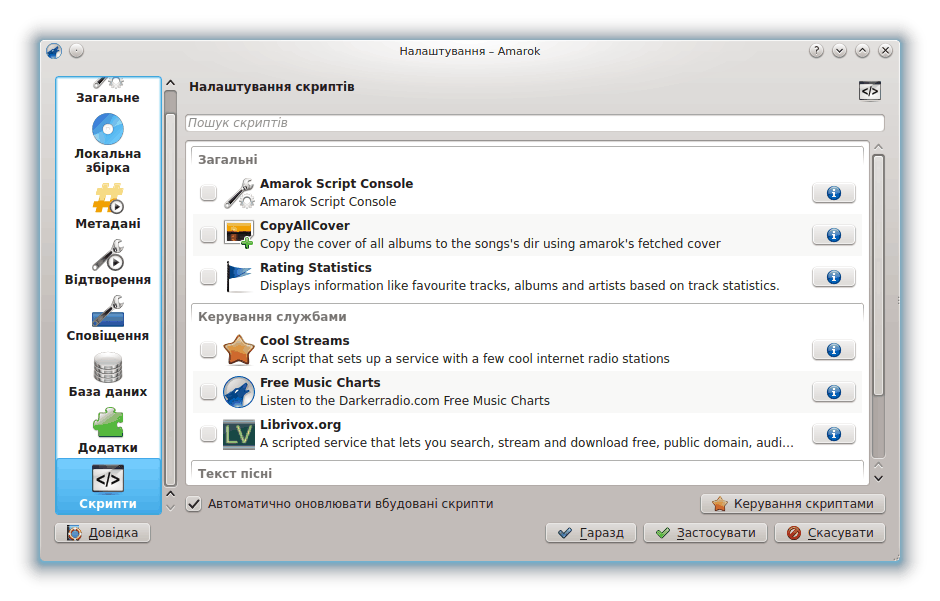 Налаштування – Amarok
Загальне
Локальна
збірка
Метадані
Відтворення
Сповіщення
База даних
Додатки
Скрипти
Налаштування скриптів
Пошук скриптів
Загальні
Amarok Script Console
Amarok Script Console
CopyAllCover
Copy the cover of all albums to the songs's dir using amarok's fetched cover
Rating Statistics
Displays information like favourite tracks, albums and artists based on track statistics.
Керування службами
Cool Streams
A script that sets up a service with a few cool internet radio stations
Free Music Charts
Listen to the Darkerradio.com Free Music Charts
LV
Librivox.org
A scripted service that lets you search, stream and download free, public domain, audi...
Текст пісні
Автоматично оновлювати вбудовані скрипти
Керування скриптами
Довідка
Гаразд
Застосувати
Скасувати